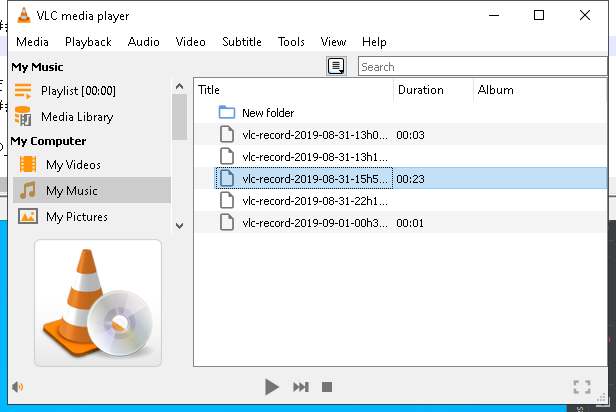 VLC media player
Media Playback Audio Video Subtitle Tools View Help
My Music
Search
Playlist [00:00]
Media Library
My Computer
My Videos
My Music
My Pictures
Title Duration Album
New folder
vlc-record-2019-08-31-13h0... 00:03
vlc-record-2019-08-31-13h1...
vlc-record-2019-08-31-15h5... 00:23
vlc-record-2019-08-31-22h1...
vlc-record-2019-09-01-00h3... 00:01